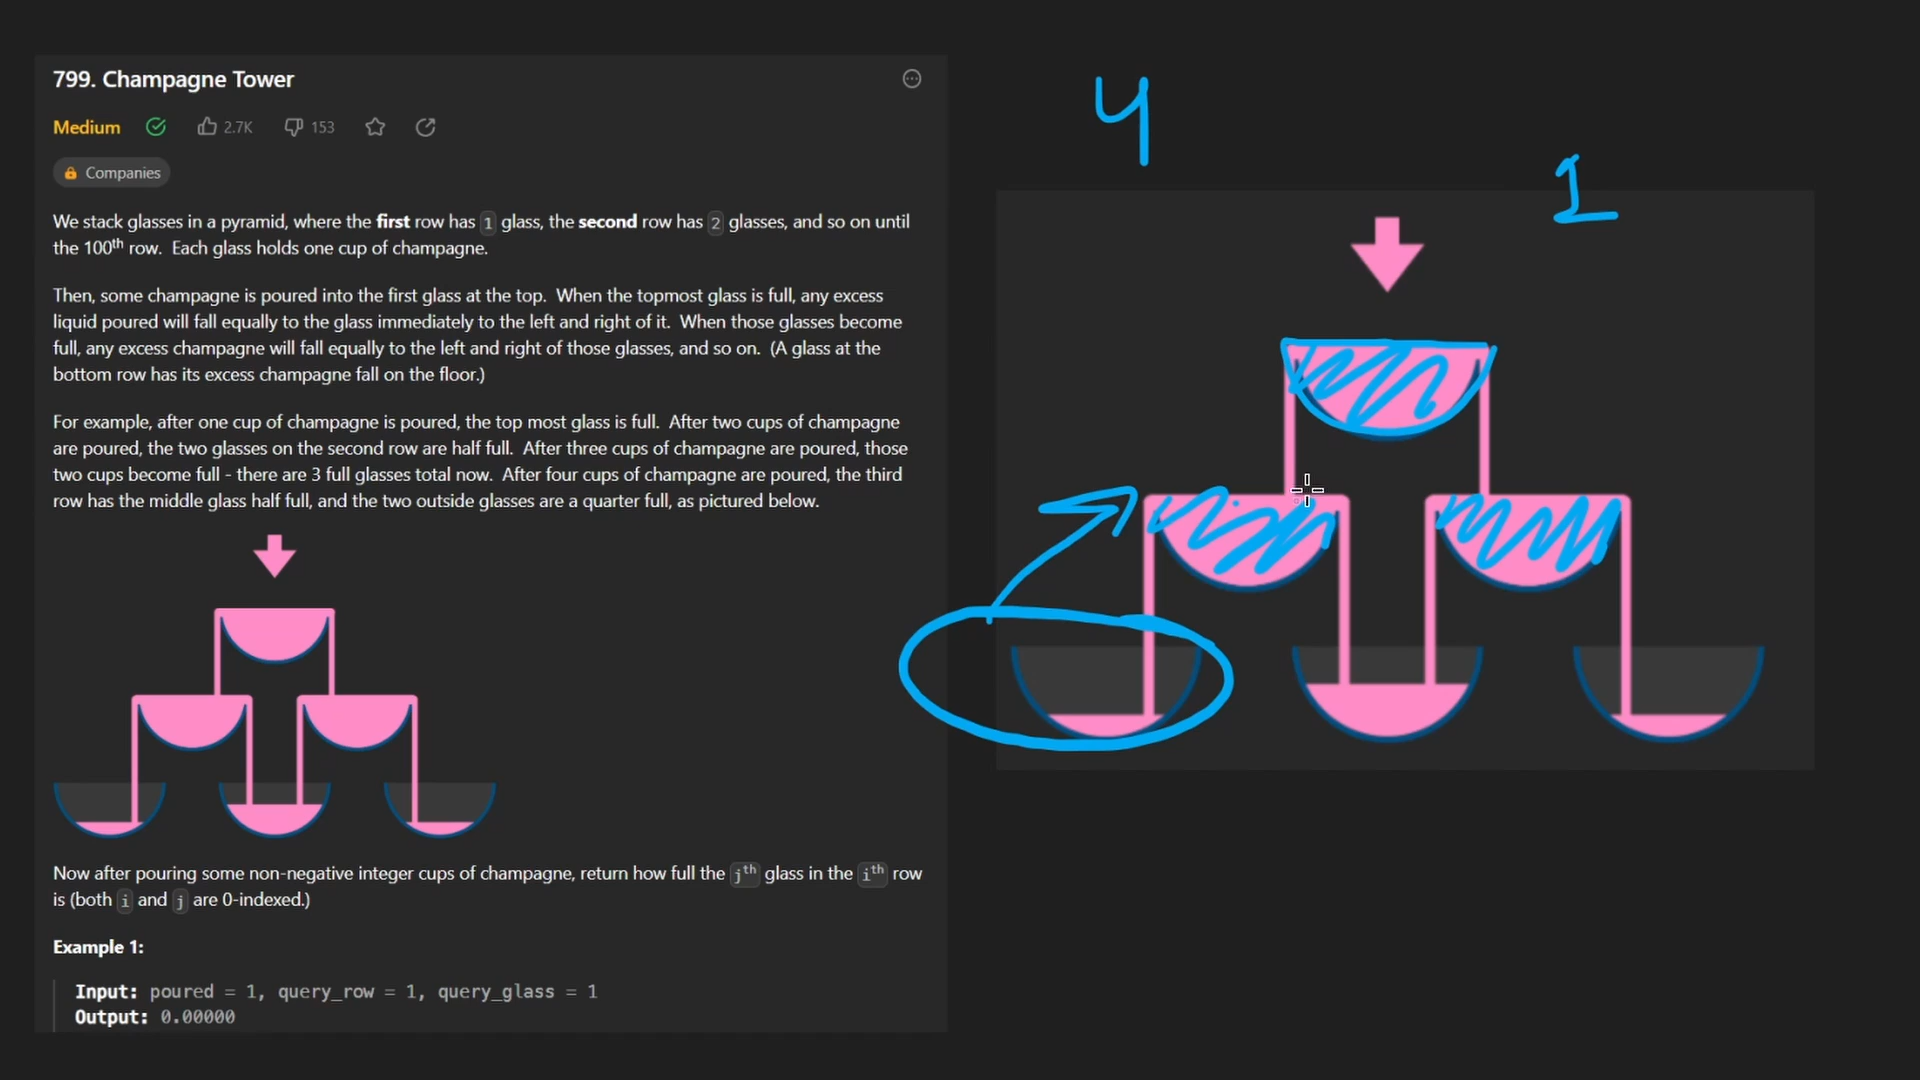 799. Champagne Tower
Medium 2.7K 153
Companies
We stack glasses in a pyramid, where the first row has 1 glass, the second row has 2 glasses, and so on until
the 100th row. Each glass holds one cup of champagne.
Then, some champagne is poured into the first glass at the top. When the topmost glass is full, any excess
liquid poured will fall equally to the glass immediately to the left and right of it. When those glasses become
full, any excess champagne will fall equally to the left and right of those glasses, and so on. (A glass at the
bottom row has its excess champagne fall on the floor.)
For example, after one cup of champagne is poured, the top most glass is full. After two cups of champagne
are poured, the two glasses on the second row are half full. After three cups of champagne are poured, those
two cups become full - there are 3 full glasses total now. After four cups of champagne are poured, the third
row has the middle glass half full, and the two outside glasses are a quarter full, as pictured below.
Now after pouring some non-negative integer cups of champagne, return how full the jth glass in the ith row
is (both i and j are 0-indexed.)
Example 1:
Input: poured = 1, query_row = 1, query_glass = 1
Output: 0.00000
4
1